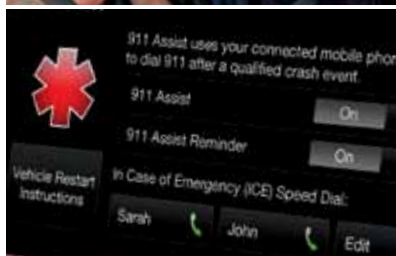 911 Assist uses your connected mobile phon
to dial 911 after a qualified crash event.
911 Assist
On
911 Assist Reminder
On
Vehicle Restart
Instructions
In Case of Emergency (ICE) Speed Dial:
Sarah
John
Edit